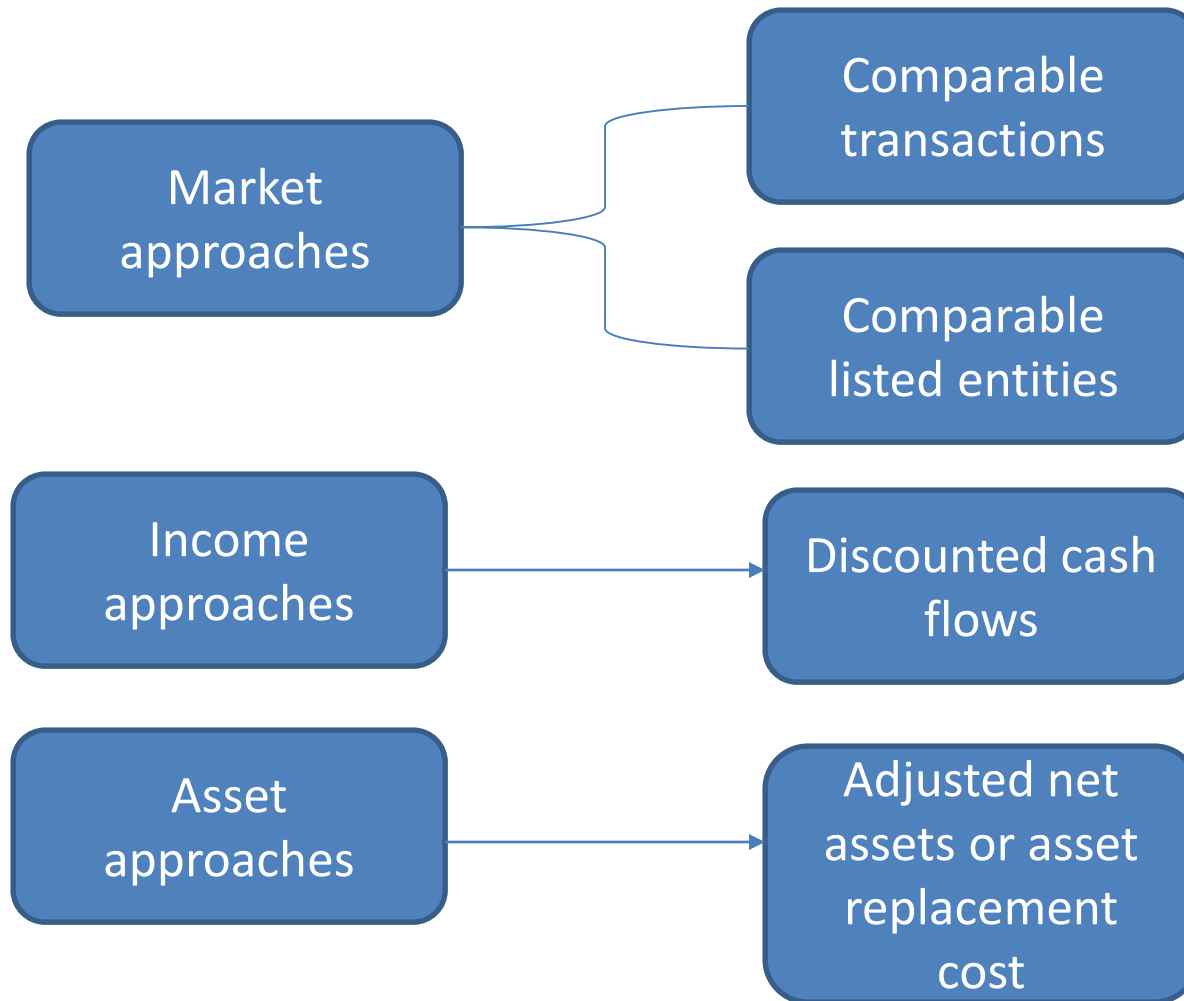 Market
approaches
Comparable
transactions
Comparable
listed entities
Income
approaches
Discounted cash
flows
Asset
approaches
Adjusted net
assets or asset
replacement
cost